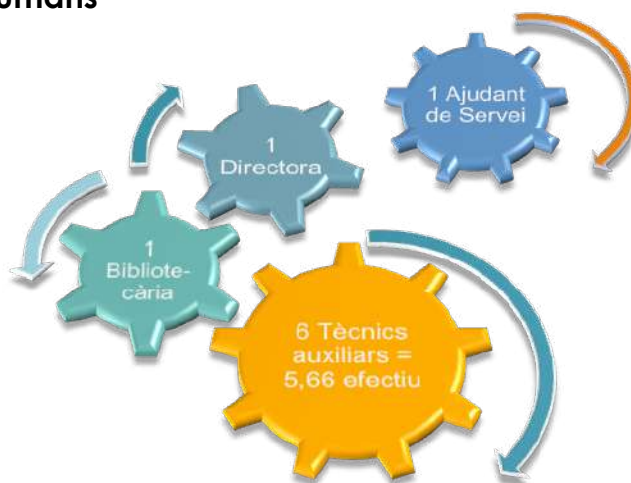 umans
1 Ajudant
de Servei
1
Directora
1
Bibliote-
cària
6 Tècnics
auxiliars =
5,66 efectiu